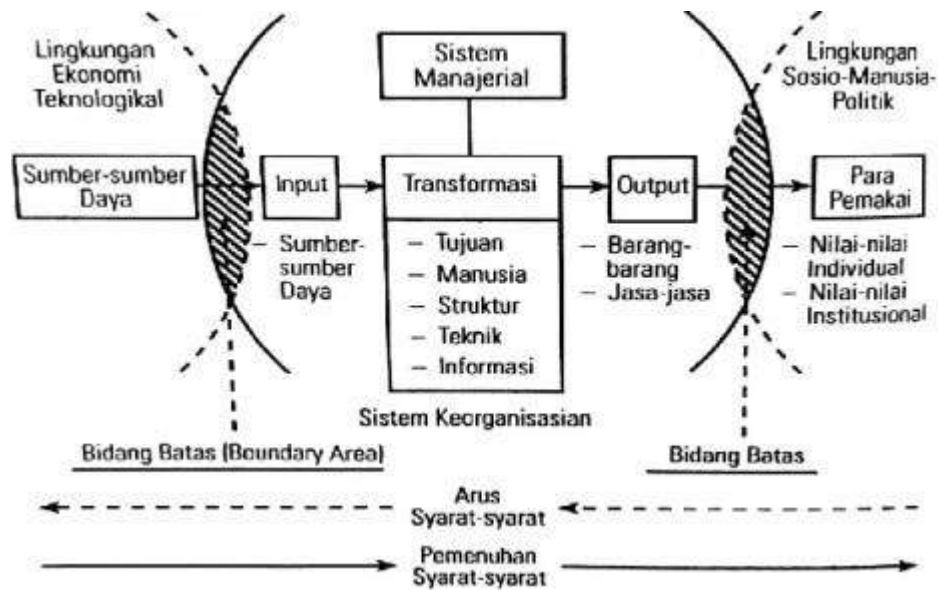 Lingkungan
Ekonomi
Teknologikal
Sistem
Manajerial
Lingkungan
Sosio-Manusia-
Politik
Sumber-sumber
Daya
Input
Transformasi
Output
Para
Pemakai
– Sumber-
sumber
Daya
– Tujuan
– Manusia
– Struktur
– Teknik
– Informasi
– Barang-
barang
– Jasa-jasa
– Nilai-nilai
Individual
– Nilai-nilai
Institusional
Sistem Keorganisasian
Bidang Batas (Boundary Area)
Bidang Batas
Arus
Syarat-syarat
Pemenuhan
Syarat-syarat